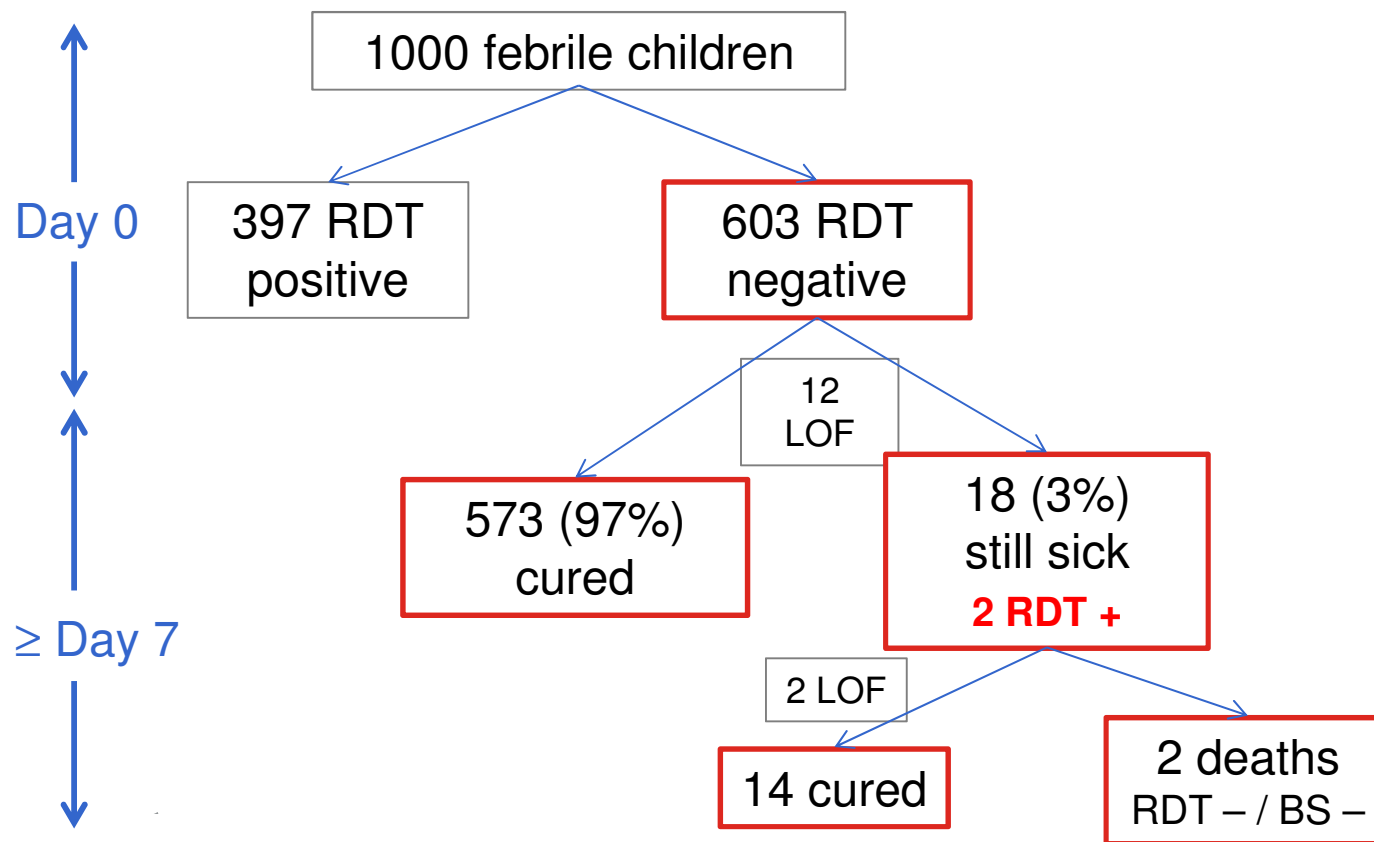 1000 febrile children
Day 0
397 RDT
positive
603 RDT
negative
12
LOF
573 (97%)
cured
18 (3%)
still sick
2 RDT +
≥ Day 7
2 LOF
14 cured
2 deaths
RDT – / BS –